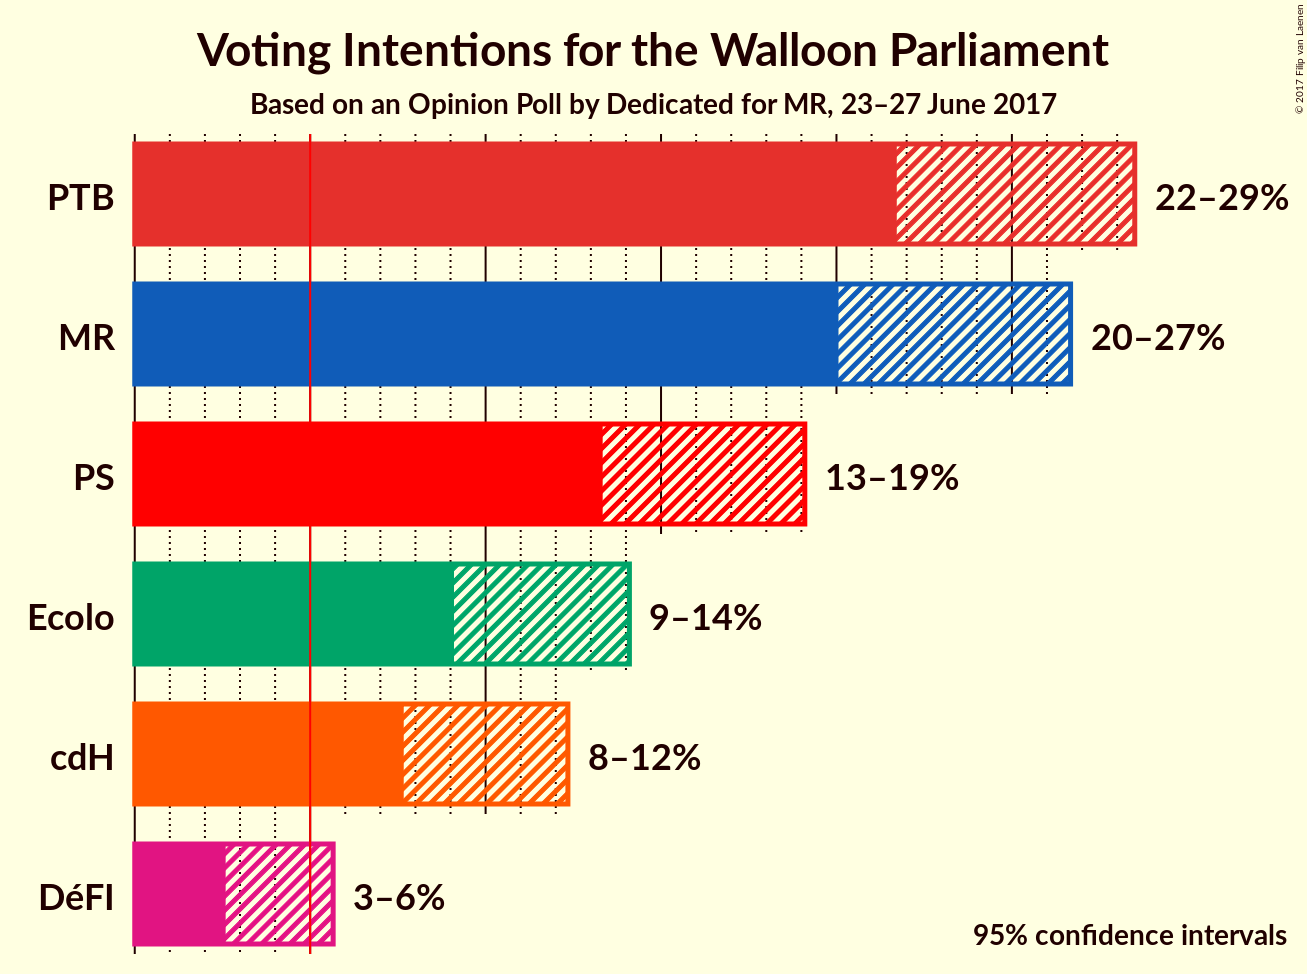 Voting Intentions for the Walloon Parliament
Based on an Opinion Poll by Dedicated for MR, 23–27 June 2017
© 2017 Filip van Laenen
PTB 22–29%
MR 20–27%
PS 13–19%
Ecolo 9–14%
cdH 8–12%
DéFI 3–6%
95% confidence intervals